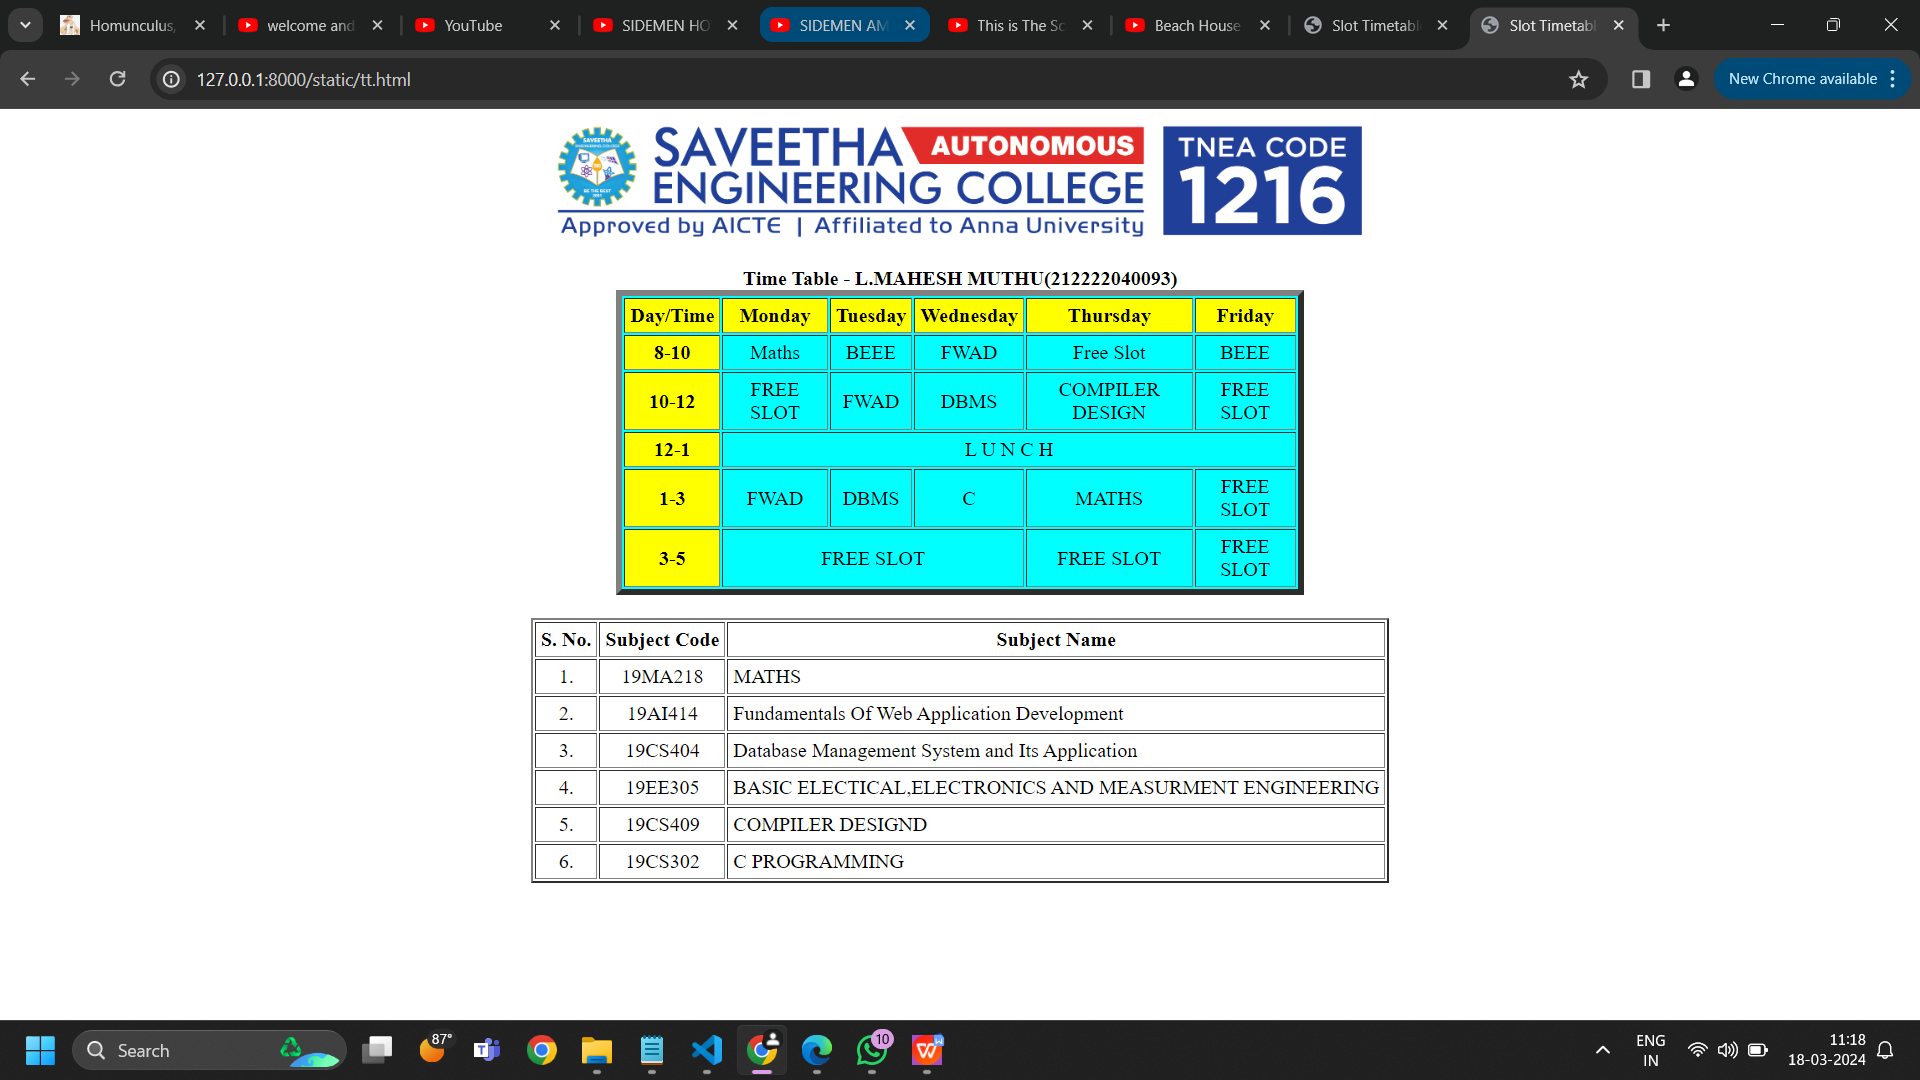 Homunculus,
welcome and
YouTube
SIDEMEN HO
SIDEMEN AM
This is The Sc
Beach House
Slot Timetabl
Slot Timetabl
127.0.0.1:8000/static/tt.html
New Chrome available
SAVEETHA AUTONOMOUS
ENGINEERING COLLEGE
Approved by AICTE | Affiliated to Anna University
TNEA CODE
1216
SAVEETHA
ENGINEERING COLLEGE
BE THE BEST
Time Table - L.MAHESH MUTHU(212222040093)
Day/Time Monday Tuesday Wednesday Thursday Friday
8-10 Maths BEEE FWAD Free Slot BEEE
10-12 FREE SLOT FWAD DBMS COMPILER DESIGN FREE SLOT
12-1 L U N C H
1-3 FWAD DBMS C MATHS FREE SLOT
3-5 FREE SLOT FREE SLOT FREE SLOT
S. No. Subject Code Subject Name
1. 19MA218 MATHS
2. 19AI414 Fundamentals Of Web Application Development
3. 19CS404 Database Management System and Its Application
4. 19EE305 BASIC ELECTICAL,ELECTRONICS AND MEASURMENT ENGINEERING
5. 19CS409 COMPILER DESIGND
6. 19CS302 C PROGRAMMING
Search
87°
10
ENG
IN
11:18
18-03-2024